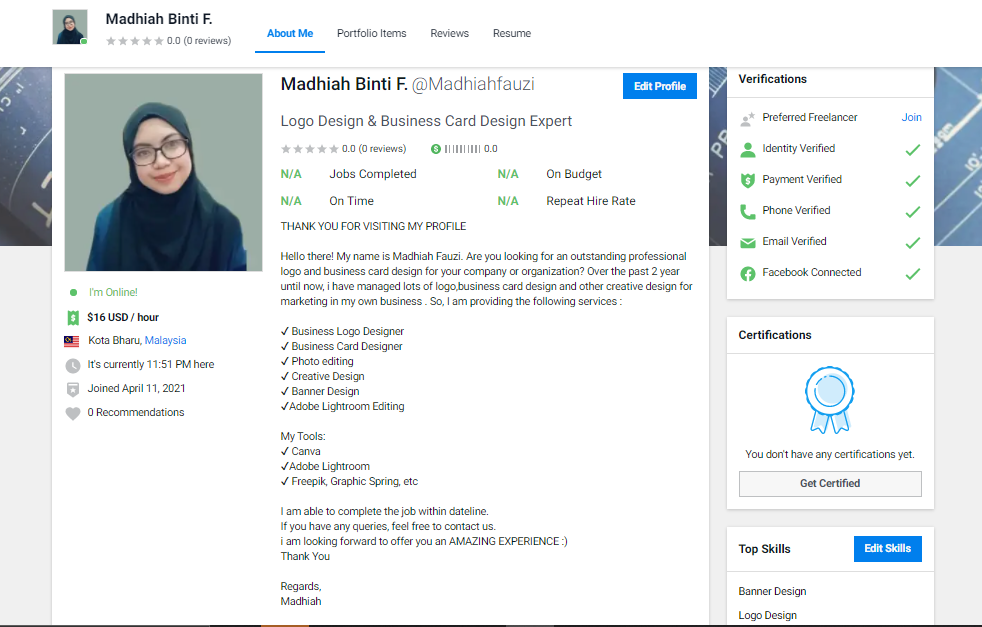 Madhiah Binti F.
0.0 (0 reviews)
About Me
Portfolio Items
Reviews
Resume
Madhiah Binti F. @Madhiahfauzi
Edit Profile
Logo Design & Business Card Design Expert
0.0 (0 reviews)
0.0
N/A Jobs Completed
N/A On Budget
N/A On Time
N/A Repeat Hire Rate
THANK YOU FOR VISITING MY PROFILE
Hello there! My name is Madhiah Fauzi. Are you looking for an outstanding professional
logo and business card design for your company or organization? Over the past 2 year
until now, i have managed lots of logo,business card design and other creative design for
marketing in my own business . So, I am providing the following services :
✓ Business Logo Designer
✓ Business Card Designer
✓ Photo editing
✓ Creative Design
✓ Banner Design
✓Adobe Lightroom Editing
My Tools:
✓ Canva
✓Adobe Lightroom
✓ Freepik, Graphic Spring, etc
I am able to complete the job within dateline.
If you have any queries, feel free to contact us.
i am looking forward to offer you an AMAZING EXPERIENCE :)
Thank You
Regards,
Madhiah
I'm Online!
$16 USD / hour
Kota Bharu, Malaysia
It's currently 11:51 PM here
Joined April 11, 2021
0 Recommendations
Verifications
Preferred Freelancer Join
Identity Verified
Payment Verified
Phone Verified
Email Verified
Facebook Connected
Certifications
You don't have any certifications yet.
Get Certified
Top Skills
Edit Skills
Banner Design
Logo Design